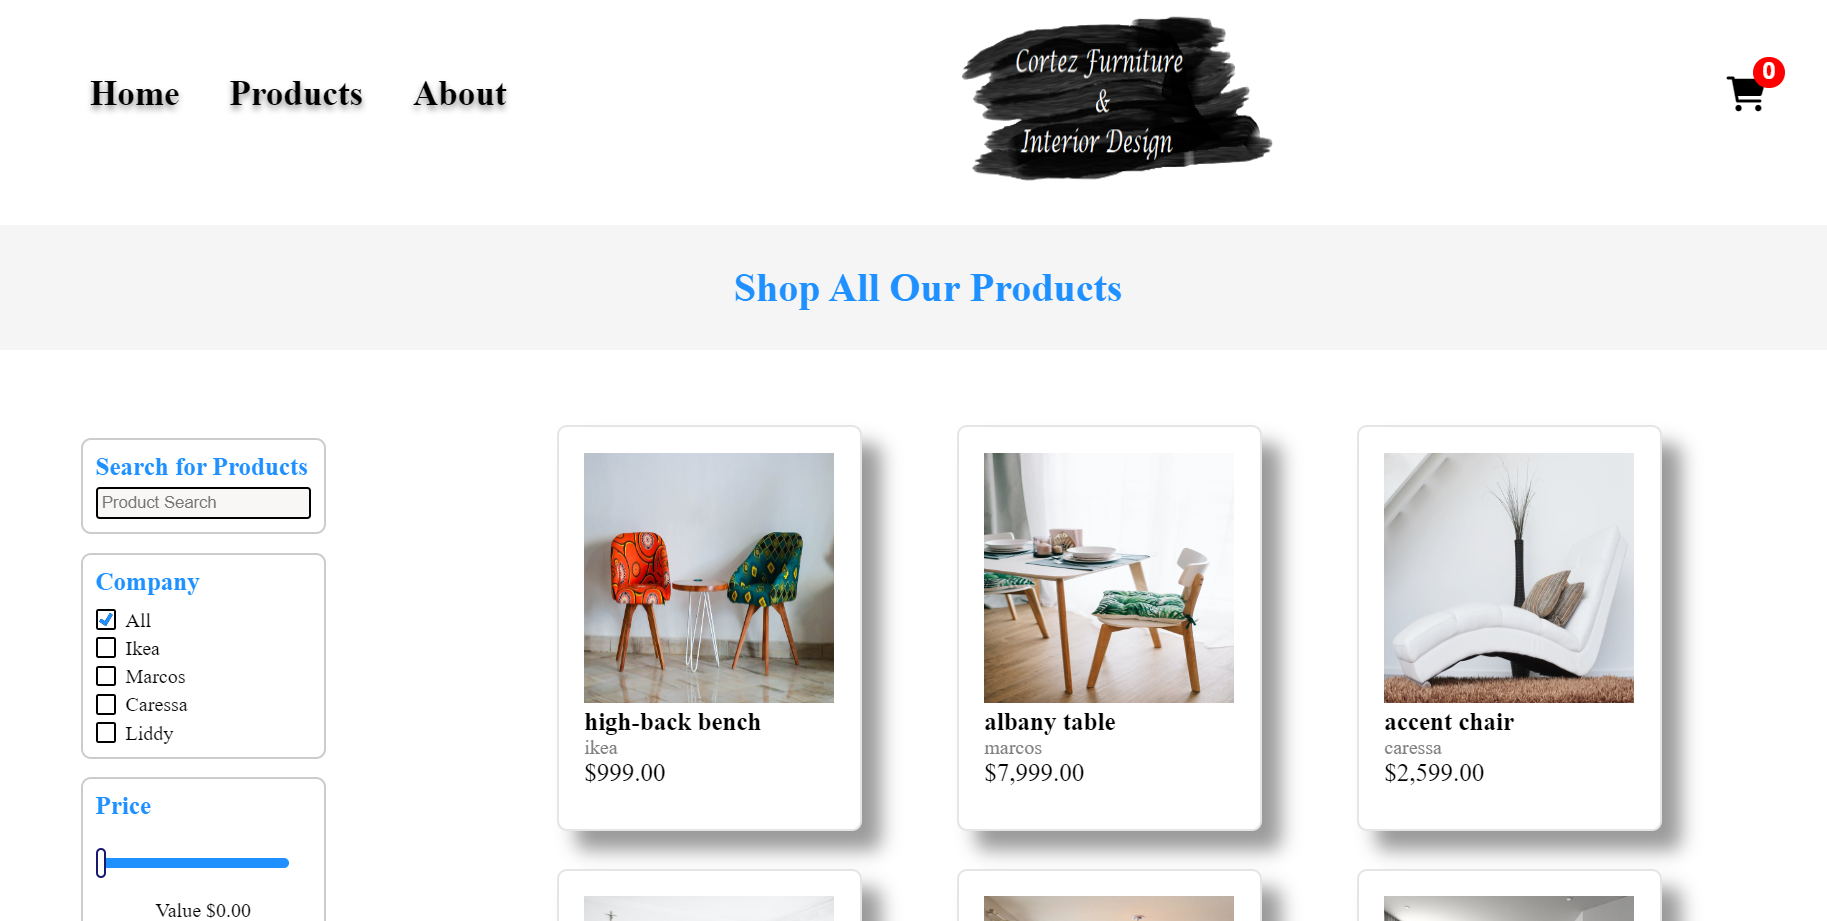 Home Products About
Cortez Furniture
&
Interior Design
0
Shop All Our Products
Search for Products
Product Search
Company
All
Ikea
Marcos
Caressa
Liddy
Price
Value $0.00
high-back bench
ikea
$999.00
albany table
marcos
$7,999.00
accent chair
caressa
$2,599.00